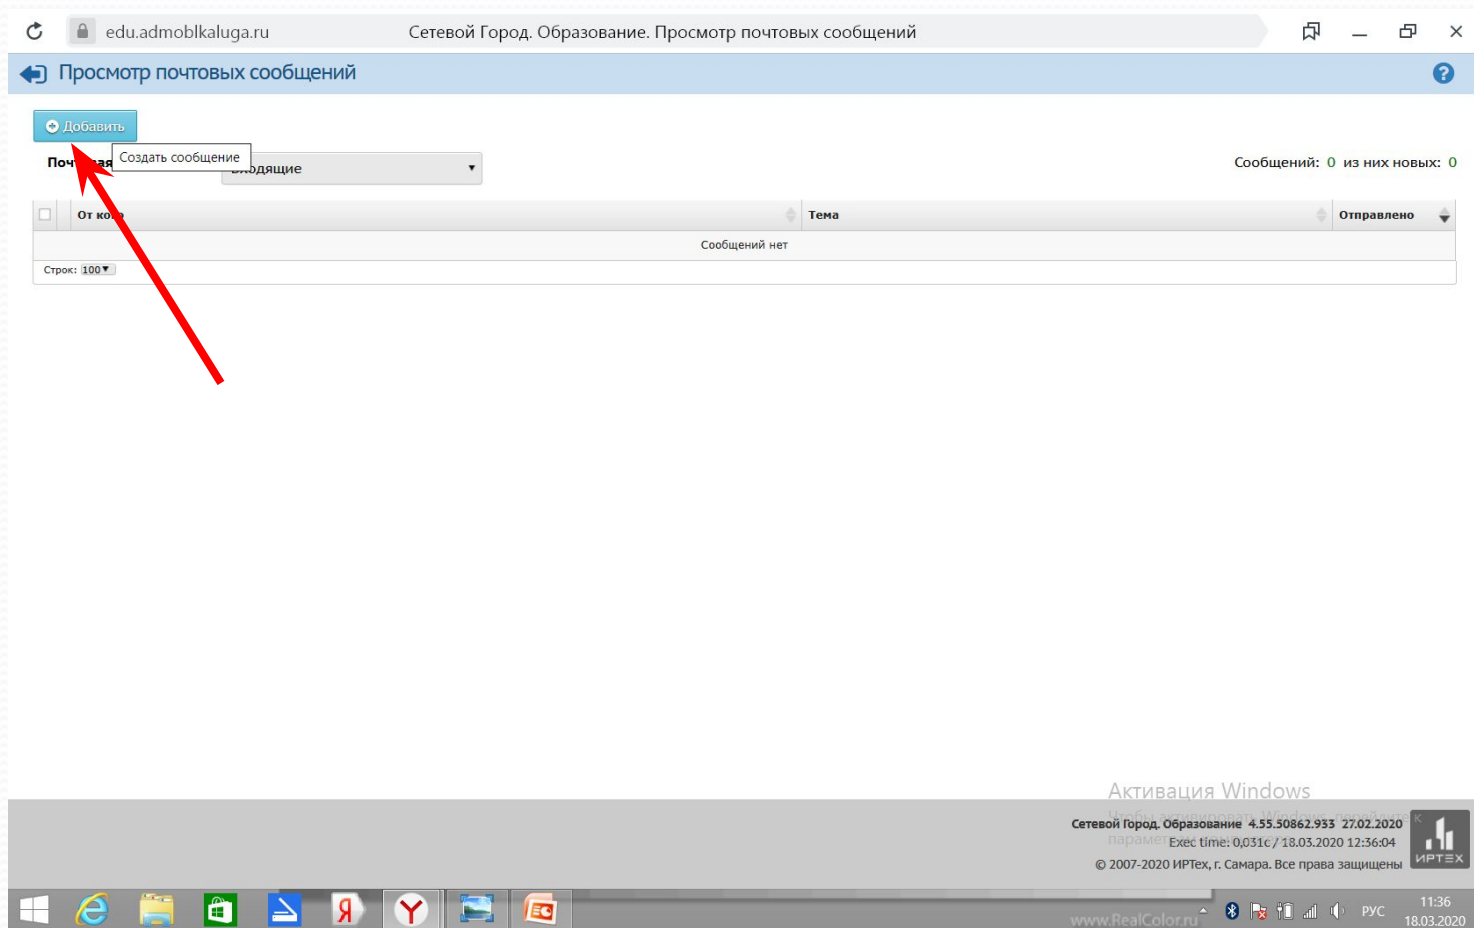 edu.admoblkaluga.ru
Сетевой Город. Образование. Просмотр почтовых сообщений
Просмотр почтовых сообщений
Добавить
Создать сообщение
Входящие
Сообщений: 0 из них новых: 0
От кого
Тема
Отправлено
Сообщений нет
Строк: 100
Активация Windows
Сетевой Город. Образование 4.55.50862.933 27.02.2020
Exec time: 0,031c / 18.03.2020 12:36:04
© 2007-2020 ИРТех, г. Самара. Все права защищены
ИРТЕХ
www.RealColor.ru
РУС
11:36
18.03.2020